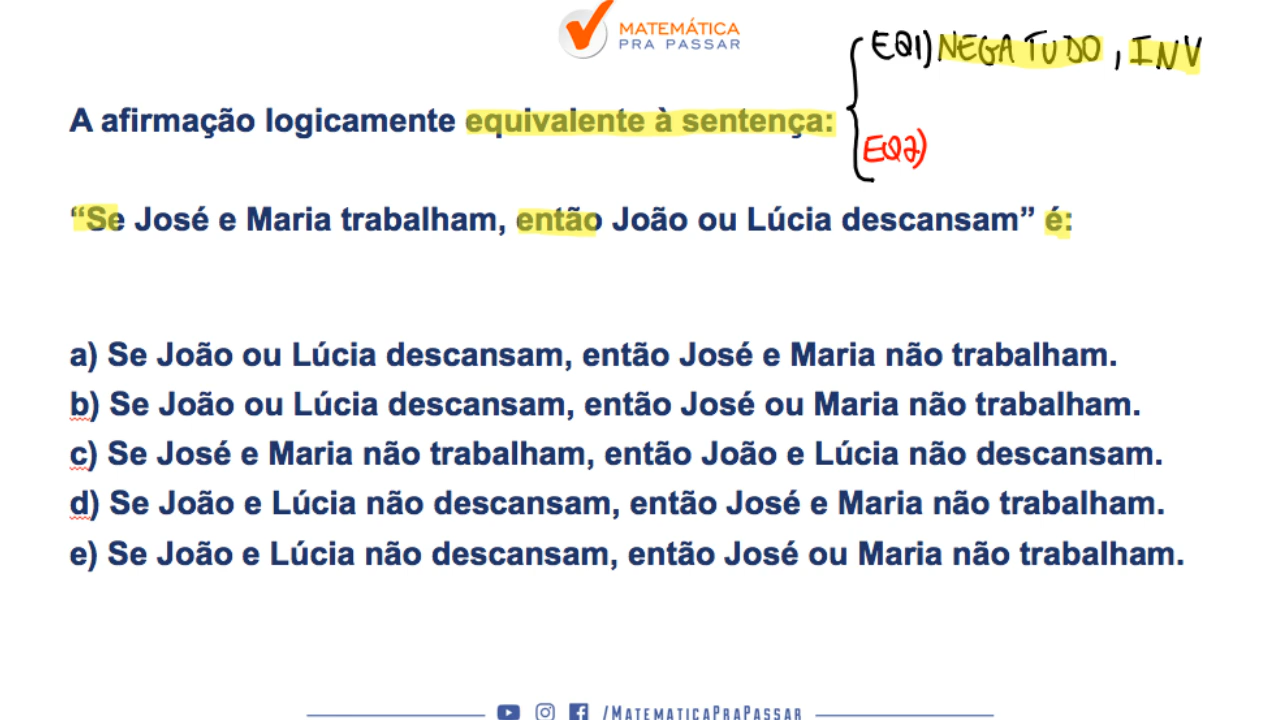 MATEMÁTICA
PRA PASSAR
EQ1) NEGA TUDO, INV
A afirmação logicamente equivalente à sentença:
EQ2)
“Se José e Maria trabalham, então João ou Lúcia descansam” é:
a) Se João ou Lúcia descansam, então José e Maria não trabalham.
b) Se João ou Lúcia descansam, então José ou Maria não trabalham.
c) Se José e Maria não trabalham, então João e Lúcia não descansam.
d) Se João e Lúcia não descansam, então José e Maria não trabalham.
e) Se João e Lúcia não descansam, então José ou Maria não trabalham.
/MATEMATICAPRAPASSAR